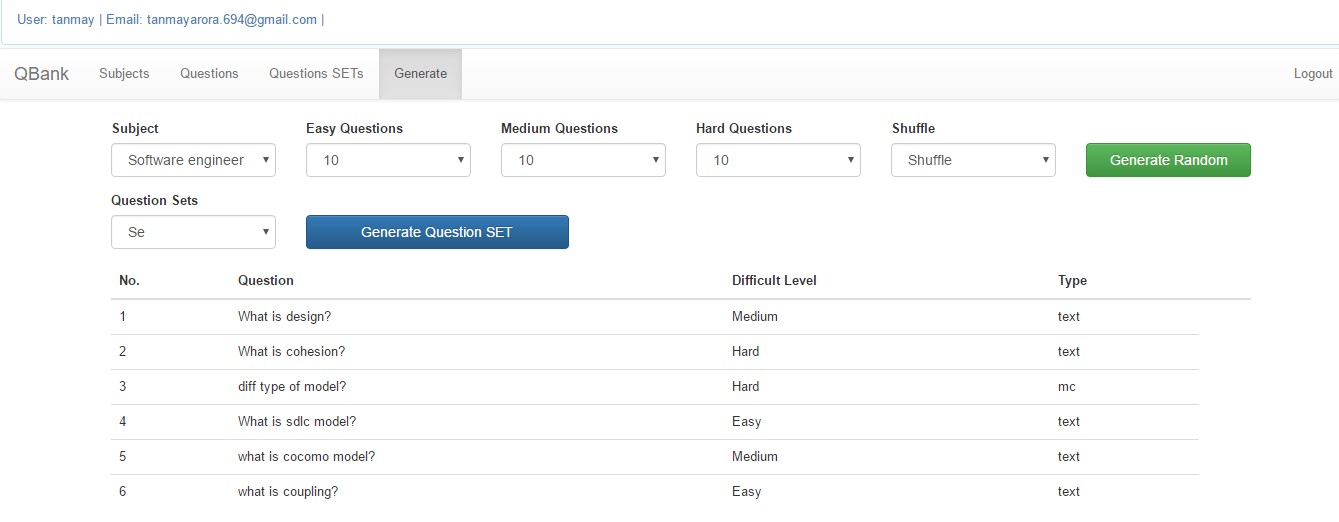 User: tanmay | Email: tanmayarora.694@gmail.com |
QBank Subjects Questions Questions SETs Generate Logout
Subject Easy Questions Medium Questions Hard Questions Shuffle
Software engineer 10 10 10 Shuffle Generate Random
Question Sets
Se Generate Question SET
No. Question Difficult Level Type
1 What is design? Medium text
2 What is cohesion? Hard text
3 diff type of model? Hard mc
4 What is sdlc model? Easy text
5 what is cocomo model? Medium text
6 what is coupling? Easy text